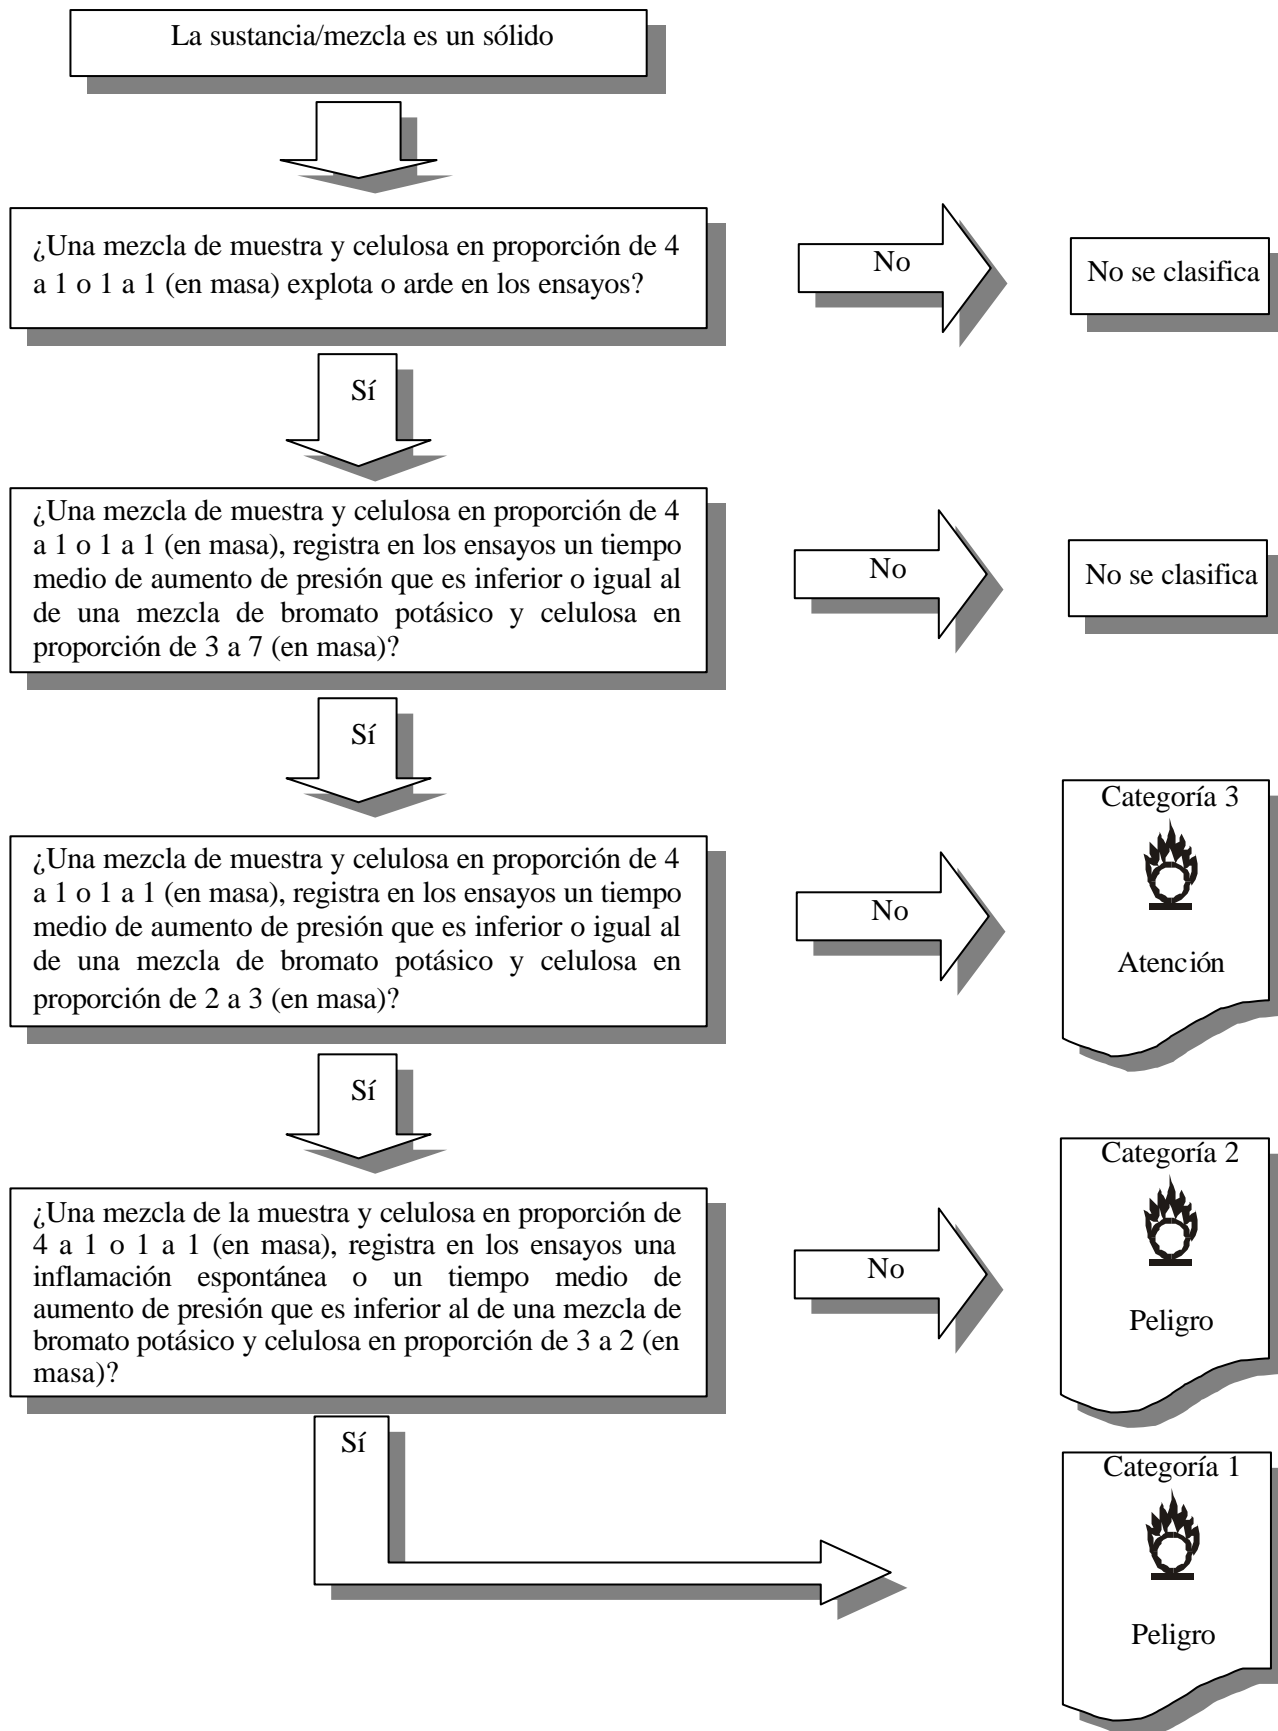 La sustancia/mezcla es un sólido
¿Una mezcla de muestra y celulosa en proporción de 4
a 1 o 1 a 1 (en masa) explota o arde en los ensayos?
No
No se clasifica
Sí
¿Una mezcla de muestra y celulosa en proporción de 4
a 1 o 1 a 1 (en masa), registra en los ensayos un tiempo
medio de aumento de presión que es inferior o igual al
de una mezcla de bromato potásico y celulosa en
proporción de 3 a 7 (en masa)?
No
No se clasifica
Sí
¿Una mezcla de muestra y celulosa en proporción de 4
a 1 o 1 a 1 (en masa), registra en los ensayos un tiempo
medio de aumento de presión que es inferior o igual al
de una mezcla de bromato potásico y celulosa en
proporción de 2 a 3 (en masa)?
No
Categoría 3
Atención
Sí
¿Una mezcla de la muestra y celulosa en proporción de
4 a 1 o 1 a 1 (en masa), registra en los ensayos una
inflamación espontánea o un tiempo medio de
aumento de presión que es inferior al de una mezcla de
bromato potásico y celulosa en proporción de 3 a 2 (en
masa)?
No
Categoría 2
Peligro
Sí
Categoría 1
Peligro